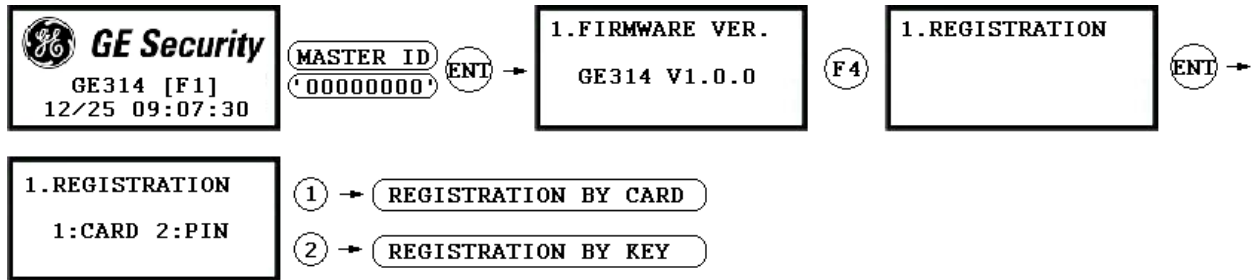 GE Security
GE314 [F1]
12/25 09:07:30
MASTER ID
'00000000'
ENT
1.FIRMWARE VER.
GE314 V1.0.0
F4
1.REGISTRATION
ENT
1.REGISTRATION
1:CARD 2:PIN
1
REGISTRATION BY CARD
2
REGISTRATION BY KEY